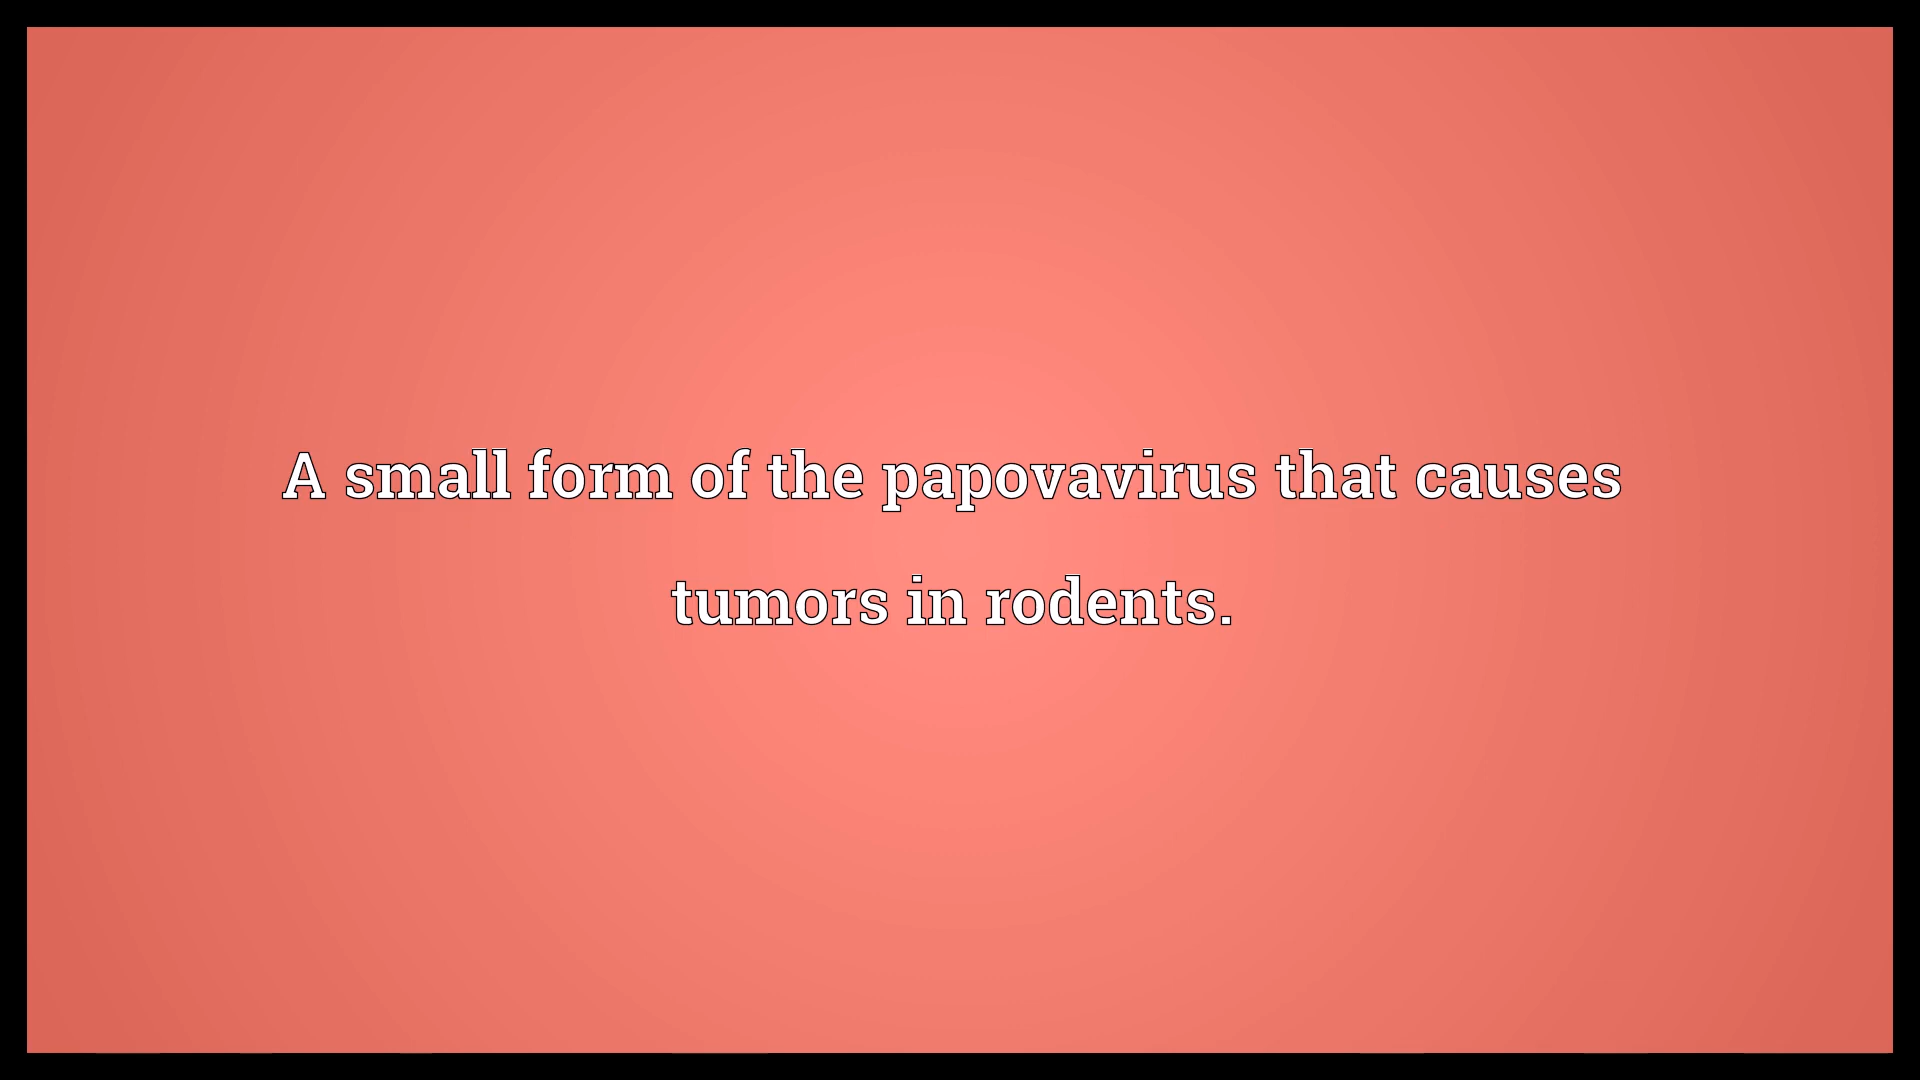 A small form of the papovavirus that causes
tumors in rodents.